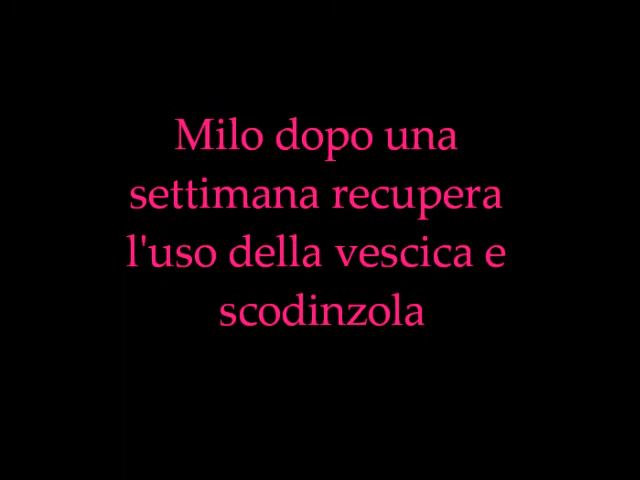 Milo dopo una
settimana recupera
l'uso della vescica e
scodinzola